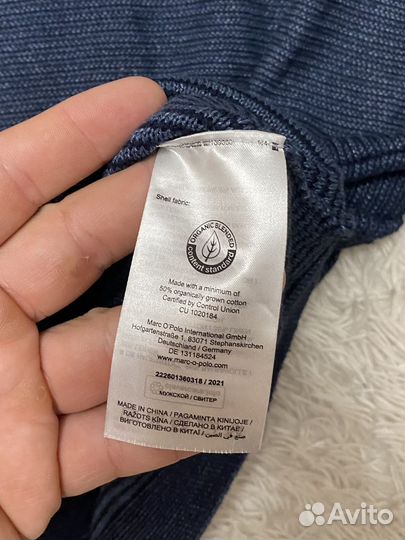 Shell fabric:
ORGANIC BLENDED
content standard
Made with a minimum of
50% organically grown cotton
Certified by Control Union
CU 1020184
Marc O'Polo International GmbH
Hofgartenstraße 1, 83071 Stephanskirchen
Deutschland / Germany
DE 131184524
www.marc-o-polo.com
222601360318 / 2021
МУЖСКОЙ / СВИТЕР
MADE IN CHINA / PAGAMINTA KINIJOJE /
RAŽOTS ĶĪNA / СДЕЛАНО В КИТАЕ /
ВИГОТОВЛЕНО В КИТАЇ / صنع في الصين
Avito